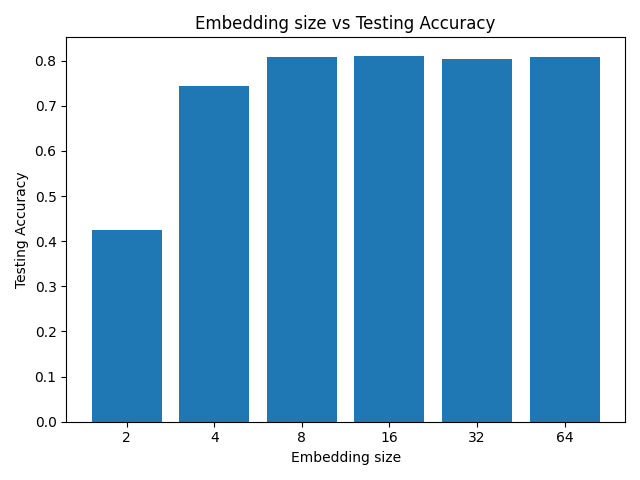 Embedding size vs Testing Accuracy
Testing Accuracy
0.8
0.7
0.6
0.5
0.4
0.3
0.2
0.1
0.0
2 4 8 16 32 64
Embedding size